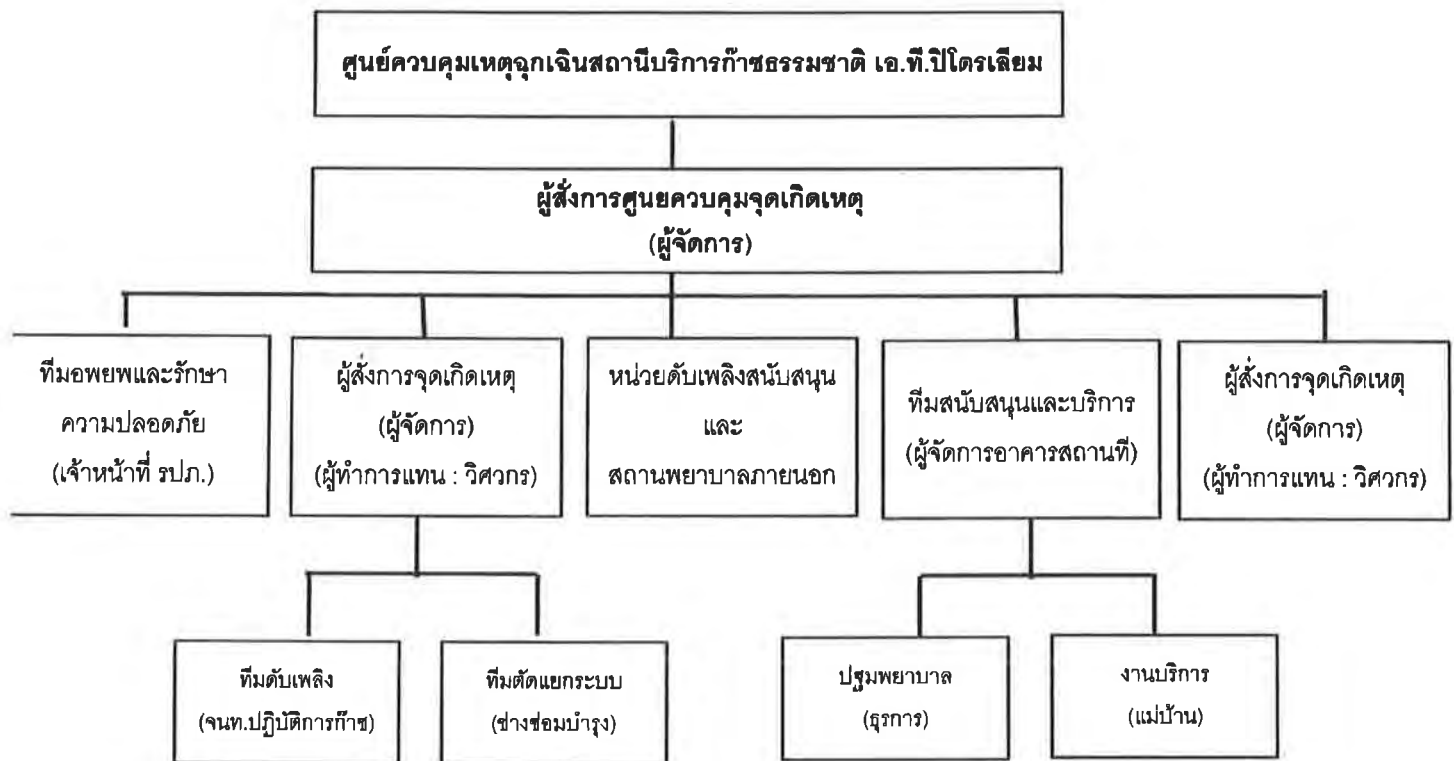 ศูนย์ควบคุมเหตุฉุกเฉินสถานีบริการก๊าซธรรมชาติ เอ.ที.ปิโตรเลียม
ผู้สั่งการศูนยควบคุมจุดเกิดเหตุ
(ผู้จัดการ)
ทีมอพยพและรักษา
ความปลอดภัย
(เจ้าหน้าที่ รปภ.)
ผู้สั่งการจุดเกิดเหตุ
(ผู้จัดการ)
(ผู้ทำการแทน : วิศวกร)
หน่วยดับเพลิงสนับสนุน
และ
สถานพยาบาลภายนอก
ทีมสนับสนุนและบริการ
(ผู้จัดการอาคารสถานที่)
ผู้สั่งการจุดเกิดเหตุ
(ผู้จัดการ)
(ผู้ทำการแทน : วิศวกร)
ทีมดับเพลิง
(จนท.ปฏิบัติการก๊าซ)
ทีมตัดแยกระบบ
(ช่างซ่อมบำรุง)
ปฐมพยาบาล
(ธุรการ)
งานบริการ
(แม่บ้าน)